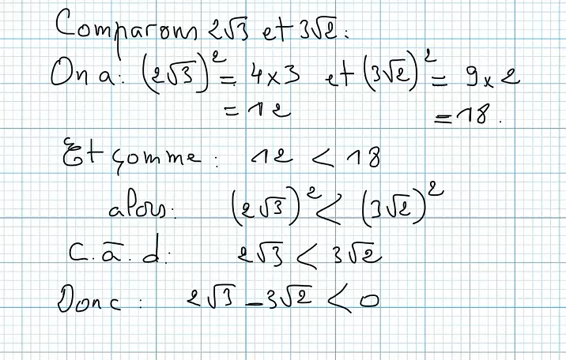 Comparons 2√3 et 3√2:
On a: (2√3)² = 4×3 et (3√2)² = 9×2
= 12 = 18.
Et çomme: 12 < 18
alors: (2√3)² < (3√2)²
C.ā.d: 2√3 < 3√2
Donc: 2√3 – 3√2 < 0